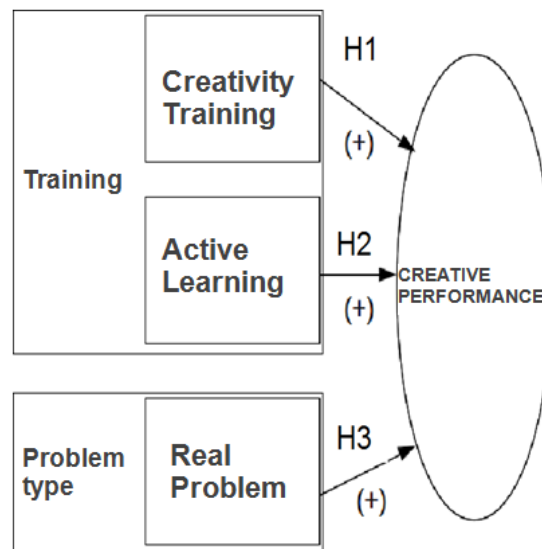 Training
Creativity
Training
H1
(+)
Active
Learning
H2
(+)
CREATIVE
PERFORMANCE
Problem
type
Real
Problem
H3
(+)